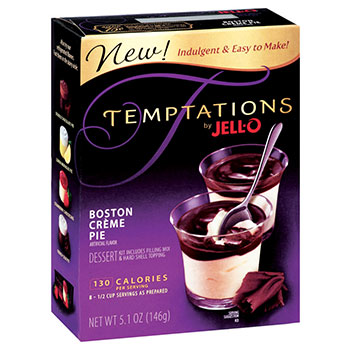 New! Indulgent & Easy to Make!
TEMPTATIONS
by JELL-O
BOSTON
CRÈME
PIE
ARTIFICIAL FLAVOR
DESSERT KIT INCLUDES FILLING MIX
& HARD SHELL TOPPING
130 CALORIES
PER SERVING
8 - 1/2 CUP SERVINGS AS PREPARED
NET WT 5.1 OZ (146g)
SERVING
SUGGESTION